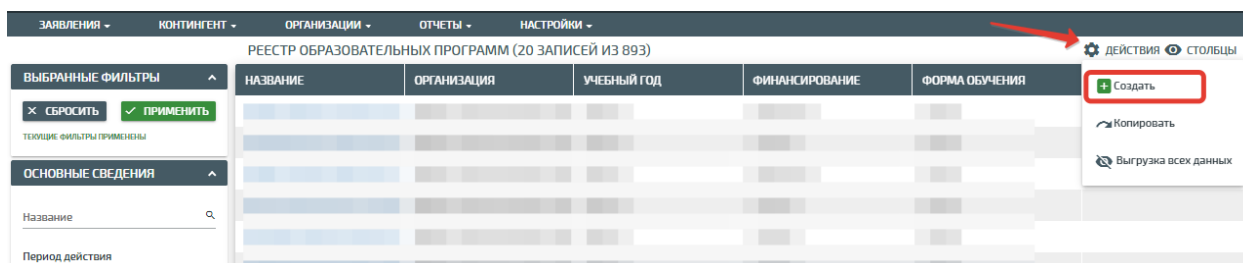 ЗАЯВЛЕНИЯ КОНТИНГЕНТ ОРГАНИЗАЦИИ ОТЧЕТЫ НАСТРОЙКИ
РЕЕСТР ОБРАЗОВАТЕЛЬНЫХ ПРОГРАММ (20 ЗАПИСЕЙ ИЗ 893) ДЕЙСТВИЯ СТОЛБЦЫ
ВЫБРАННЫЕ ФИЛЬТРЫ
НАЗВАНИЕ ОРГАНИЗАЦИЯ УЧЕБНЫЙ ГОД ФИНАНСИРОВАНИЕ ФОРМА ОБУЧЕНИЯ
Создать
СБРОСИТЬ ПРИМЕНИТЬ
Копировать
ТЕКУЩИЕ ФИЛЬТРЫ ПРИМЕНЕНЫ
Выгрузка всех данных
ОСНОВНЫЕ СВЕДЕНИЯ
Название
Период действия